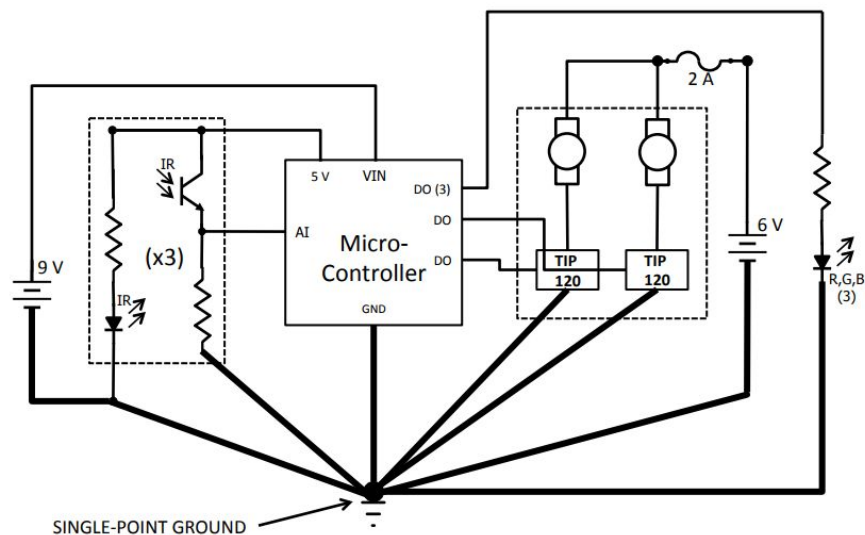 2 A
IR
5 V
VIN
DO (3)
DO
AI
Micro-
Controller
(x3)
DO
6 V
9 V
TIP
120
TIP
120
IR
GND
R,G,B
(3)
SINGLE-POINT GROUND